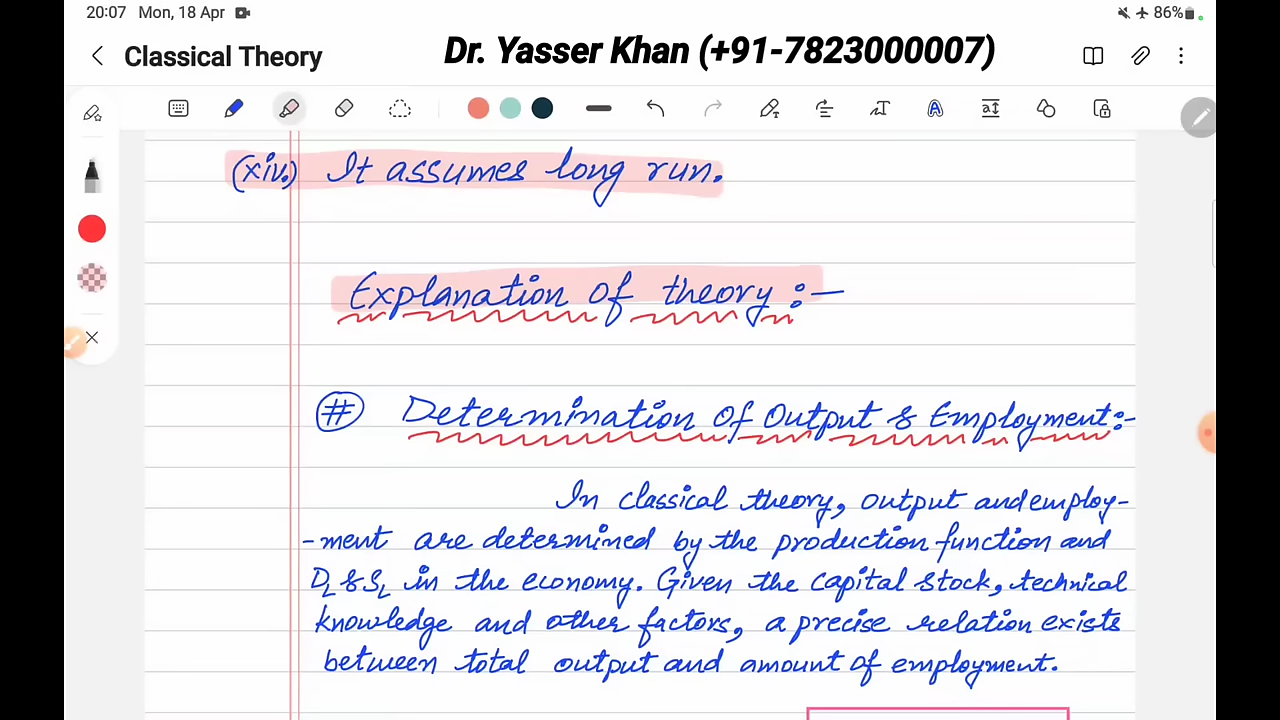 20:07 Mon, 18 Apr
86%
Classical Theory
Dr. Yasser Khan (+91-7823000007)
(xiv.) It assumes long run.
Explanation of theory :-
# Determination of Output & Employment:-
In classical theory, output and employ-
-ment are determined by the production function and
DL & SL in the economy. Given the capital stock, technical
knowledge and other factors, a precise relation exists
between total output and amount of employment.